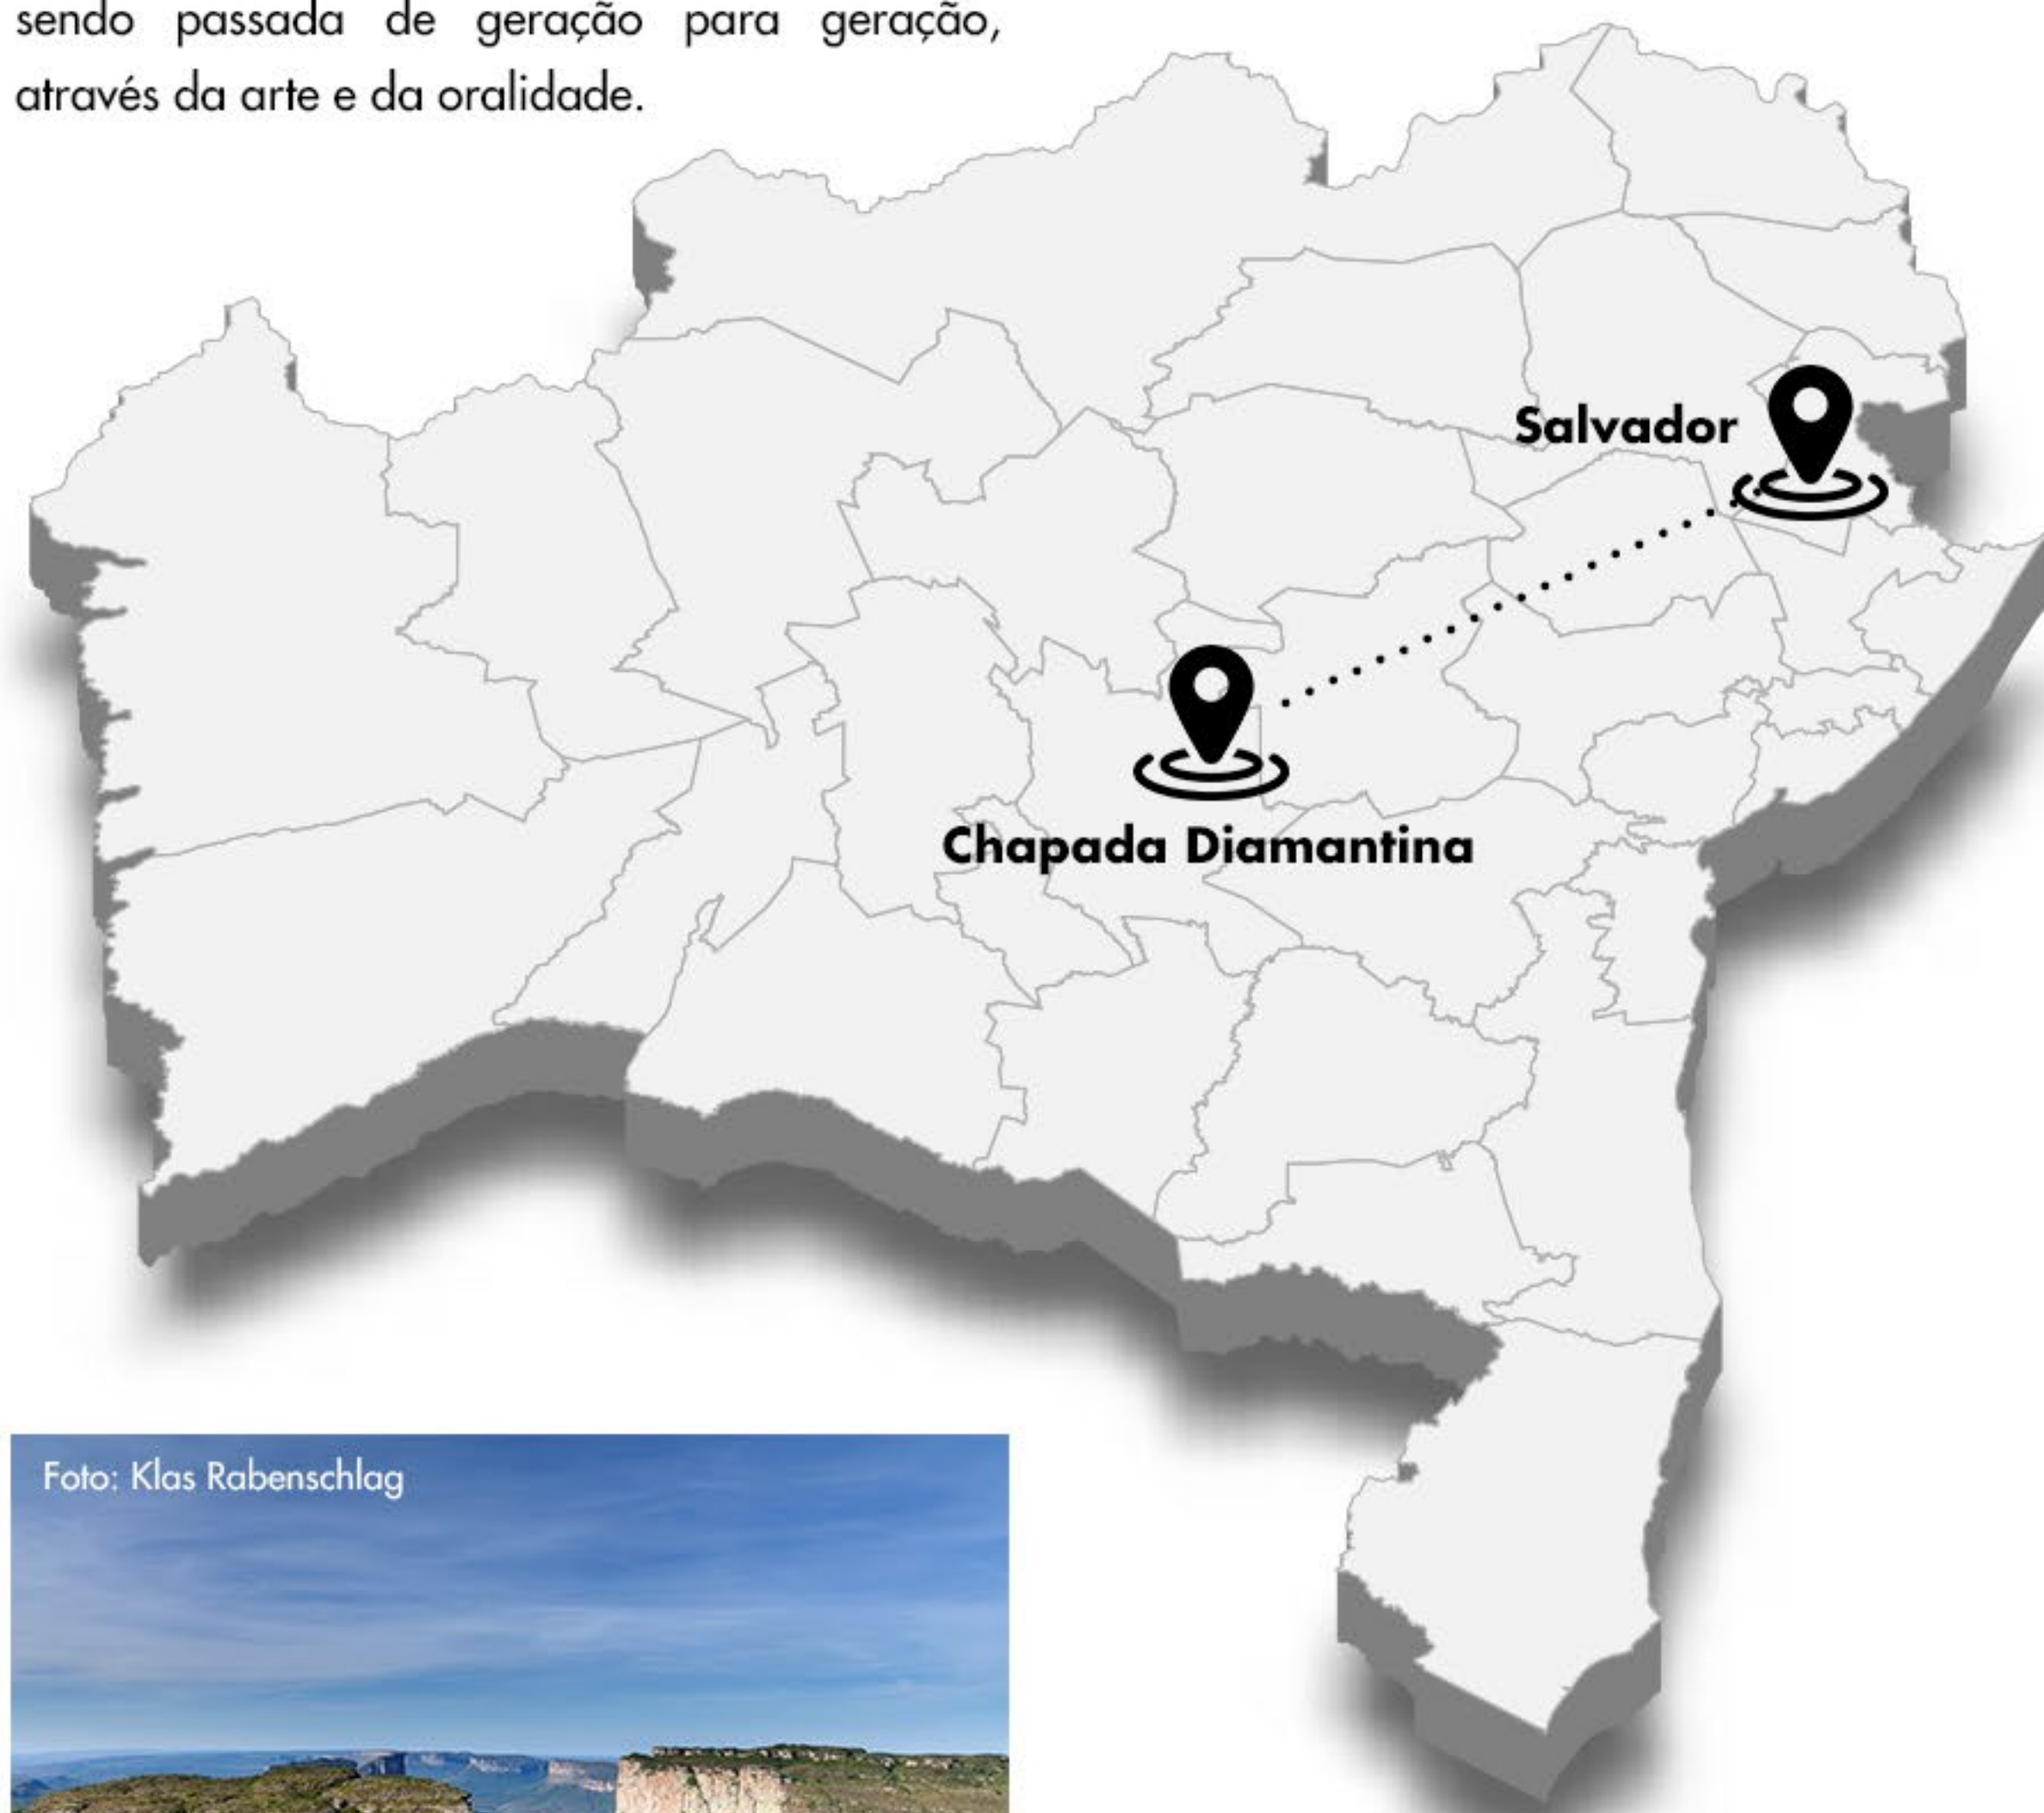 sendo passada de geração para geração,
através da arte e da oralidade.
Salvador
Chapada Diamantina
Foto: Klas Rabenschlag